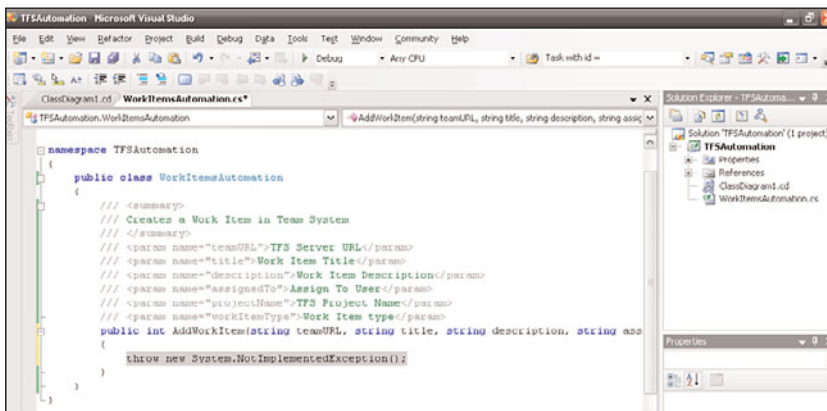 TFSAutomation - Microsoft Visual Studio
File Edit View Refactor Project Build Debug Data Tools Test Window Community Help
Debug Any CPU Task with id =
ClassDiagram1.cd WorkItemsAutomation.cs*
TFSAutomation.WorkItemsAutomation
AddWorkItem(string teamURL, string title, string description, string assig
namespace TFSAutomation
{
public class WorkItemsAutomation
{
/// <summary>
/// Creates a Work Item in Team System
/// </summary>
/// <param name="teamURL">TFS Server URL</param>
/// <param name="title">Work Item Title</param>
/// <param name="description">Work Item Description</param>
/// <param name="assignedTo">Assign To User</param>
/// <param name="projectName">TFS Project Name</param>
/// <param name="workItemType">Work Item type</param>
public int AddWorkItem(string teamURL, string title, string description, string ass
{
throw new System.NotImplementedException();
}
}
}
Solution Explorer - TFSAutoma...
Solution 'TFSAutomation' (1 project)
TFSAutomation
Properties
References
ClassDiagram1.cd
WorkItemsAutomation.cs
Properties